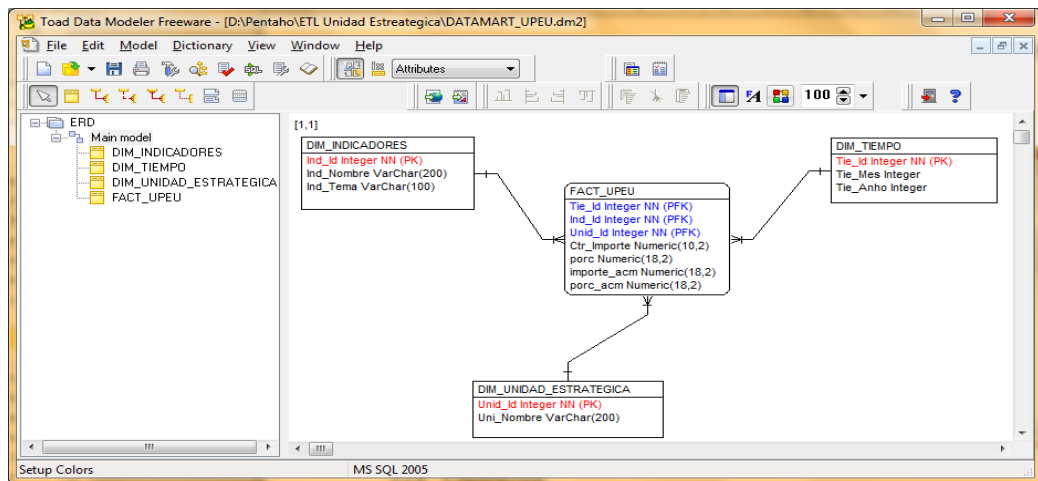 Toad Data Modeler Freeware - [D:\Pentaho\ETL Unidad Estreategica\DATAMART_UPEU.dm2]
File Edit Model Dictionary View Window Help
Attributes
100
ERD
Main model
DIM_INDICADORES
DIM_TIEMPO
DIM_UNIDAD_ESTRATEGICA
FACT_UPEU
[1,1]
DIM_INDICADORES
Ind_Id Integer NN (PK)
Ind_Nombre VarChar(200)
Ind_Tema VarChar(100)
DIM_TIEMPO
Tie_Id Integer NN (PK)
Tie_Mes Integer
Tie_Anho Integer
FACT_UPEU
Tie_Id Integer NN (PFK)
Ind_Id Integer NN (PFK)
Unid_Id Integer NN (PFK)
Ctr_Importe Numeric(10,2)
porc Numeric(18,2)
importe_acm Numeric(18,2)
porc_acm Numeric(18,2)
DIM_UNIDAD_ESTRATEGICA
Unid_Id Integer NN (PK)
Uni_Nombre VarChar(200)
Setup Colors
MS SQL 2005